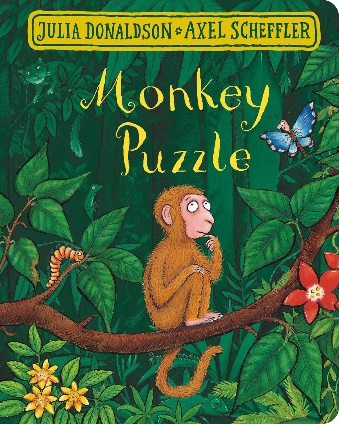 JULIA DONALDSON * AXEL SCHEFFLER
Monkey
Puzzle